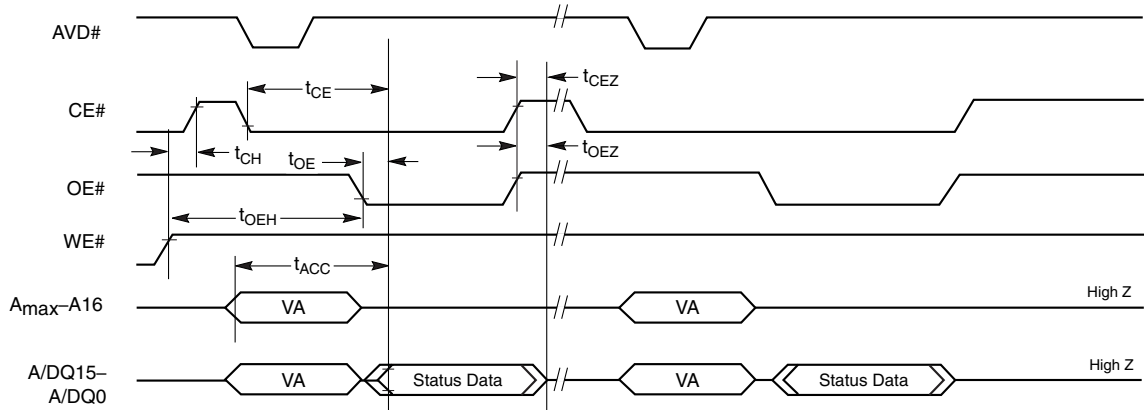 AVD#
CE#
tCE
tCEZ
tCH
tOE
tOEZ
OE#
tOEH
WE#
tACC
Amax–A16
VA
VA
High Z
A/DQ15–
A/DQ0
VA
Status Data
VA
Status Data
High Z